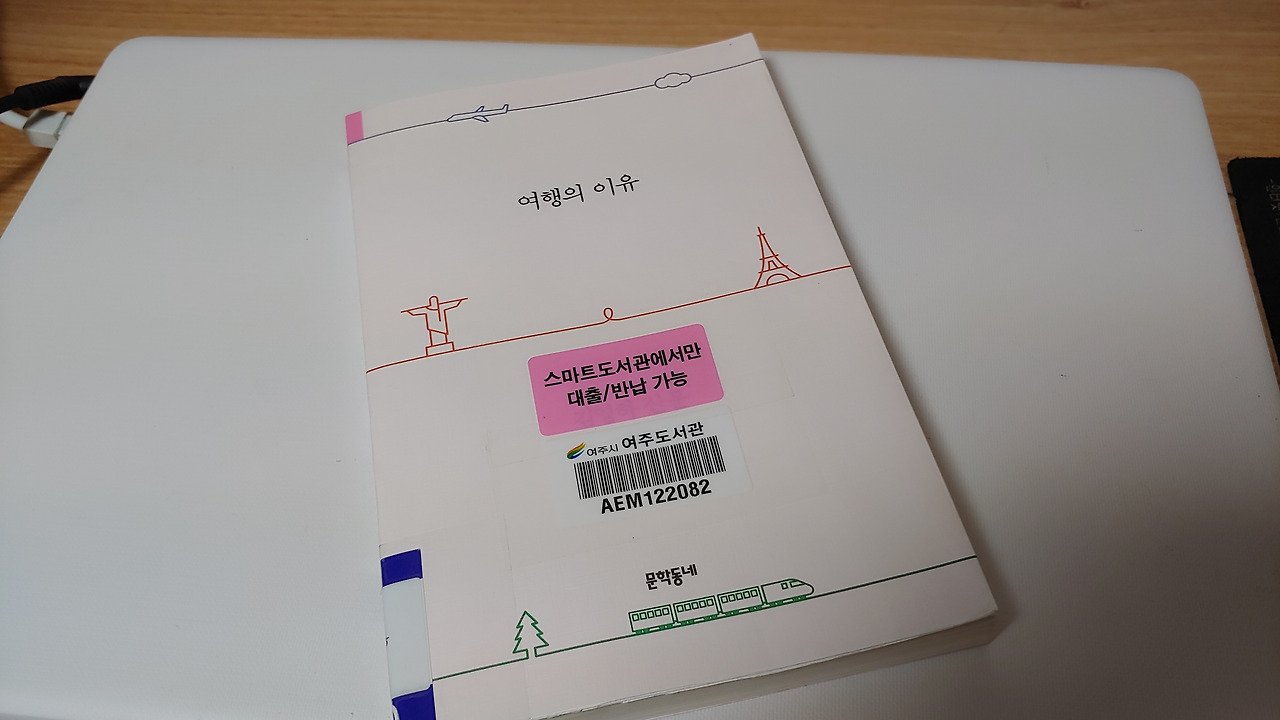 여행의 이유
스마트도서관에서만
대출/반납 가능
여주시 여주도서관
AEM122082
문학동네